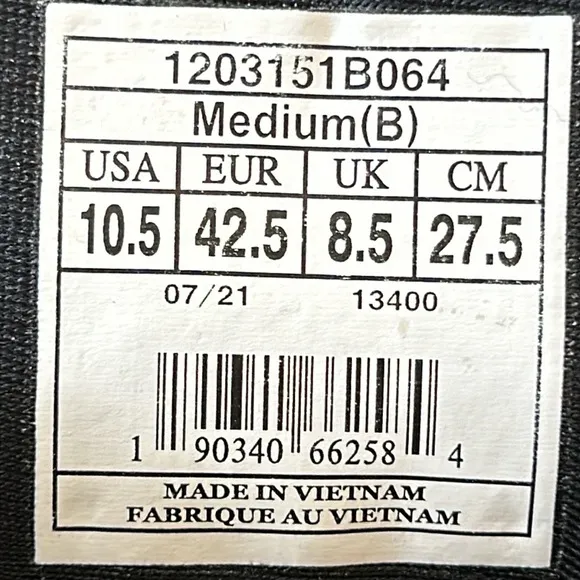 1203151B064
Medium(B)
USA EUR UK CM
10.5 42.5 8.5 27.5
07/21 13400
1 90340 66258 4
MADE IN VIETNAM
FABRIQUE AU VIETNAM